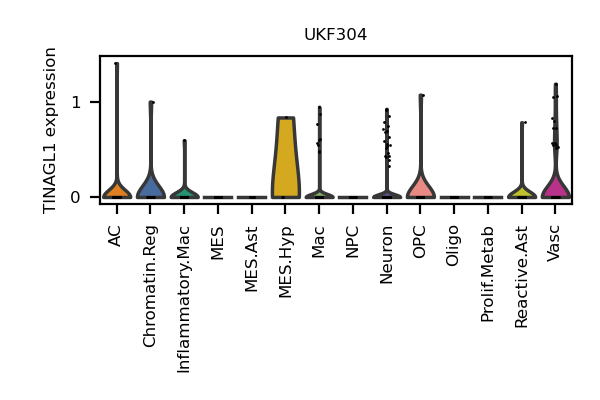 UKF304
TINAGL1 expression
1
0
AC
Chromatin.Reg
Inflammatory.Mac
MES
MES.Ast
MES.Hyp
Mac
NPC
Neuron
OPC
Oligo
Prolif.Metab
Reactive.Ast
Vasc